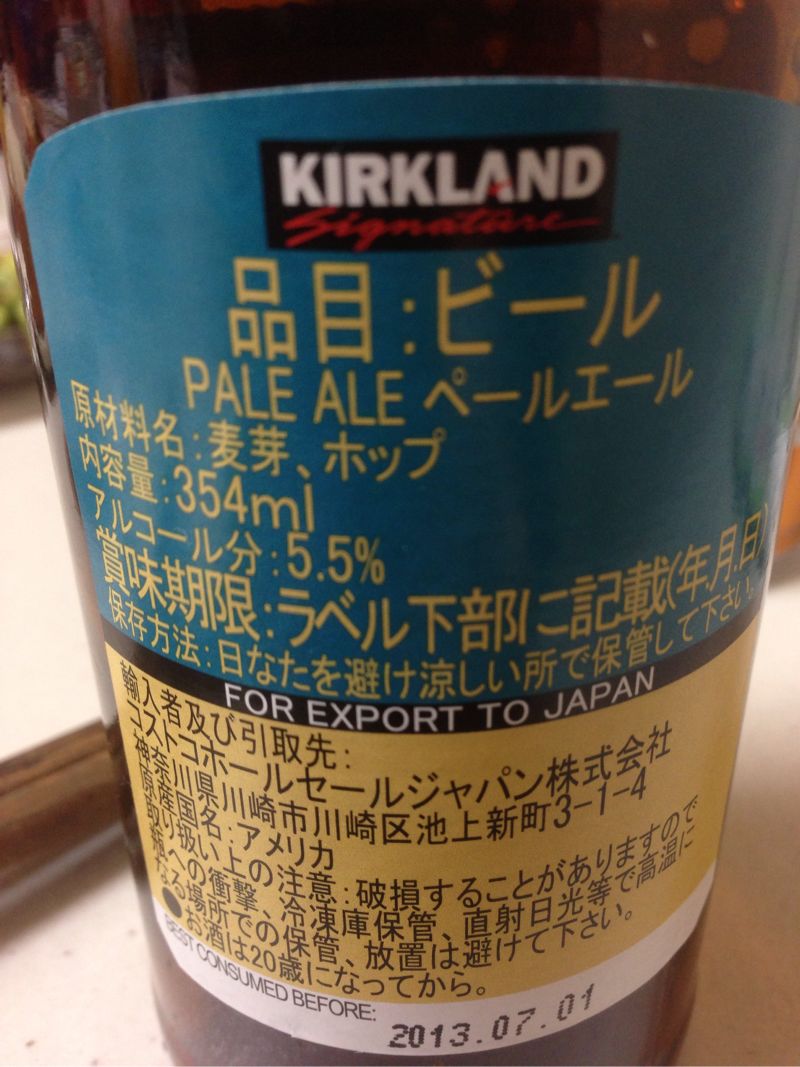 KIRKLAND
Signature
品目:ビール
PALE ALE ペールエール
原材料名:麦芽、ホップ
内容量:354ml
アルコール分:5.5%
賞味期限:ラベル下部に記載(年.月.日)
保存方法:日なたを避け涼しい所で保管して下さい。
FOR EXPORT TO JAPAN
輸入者及び引取先:
コストコホールセールジャパン株式会社
神奈川県川崎市川崎区池上新町3-1-4
原産国名:アメリカ
取り扱い上の注意:破損することがありますので
瓶への衝撃、冷凍庫保管、直射日光等で高温に
なる場所での保管、放置は避けて下さい。
●お酒は20歳になってから。
BEST CONSUMED BEFORE:
2013.07.01